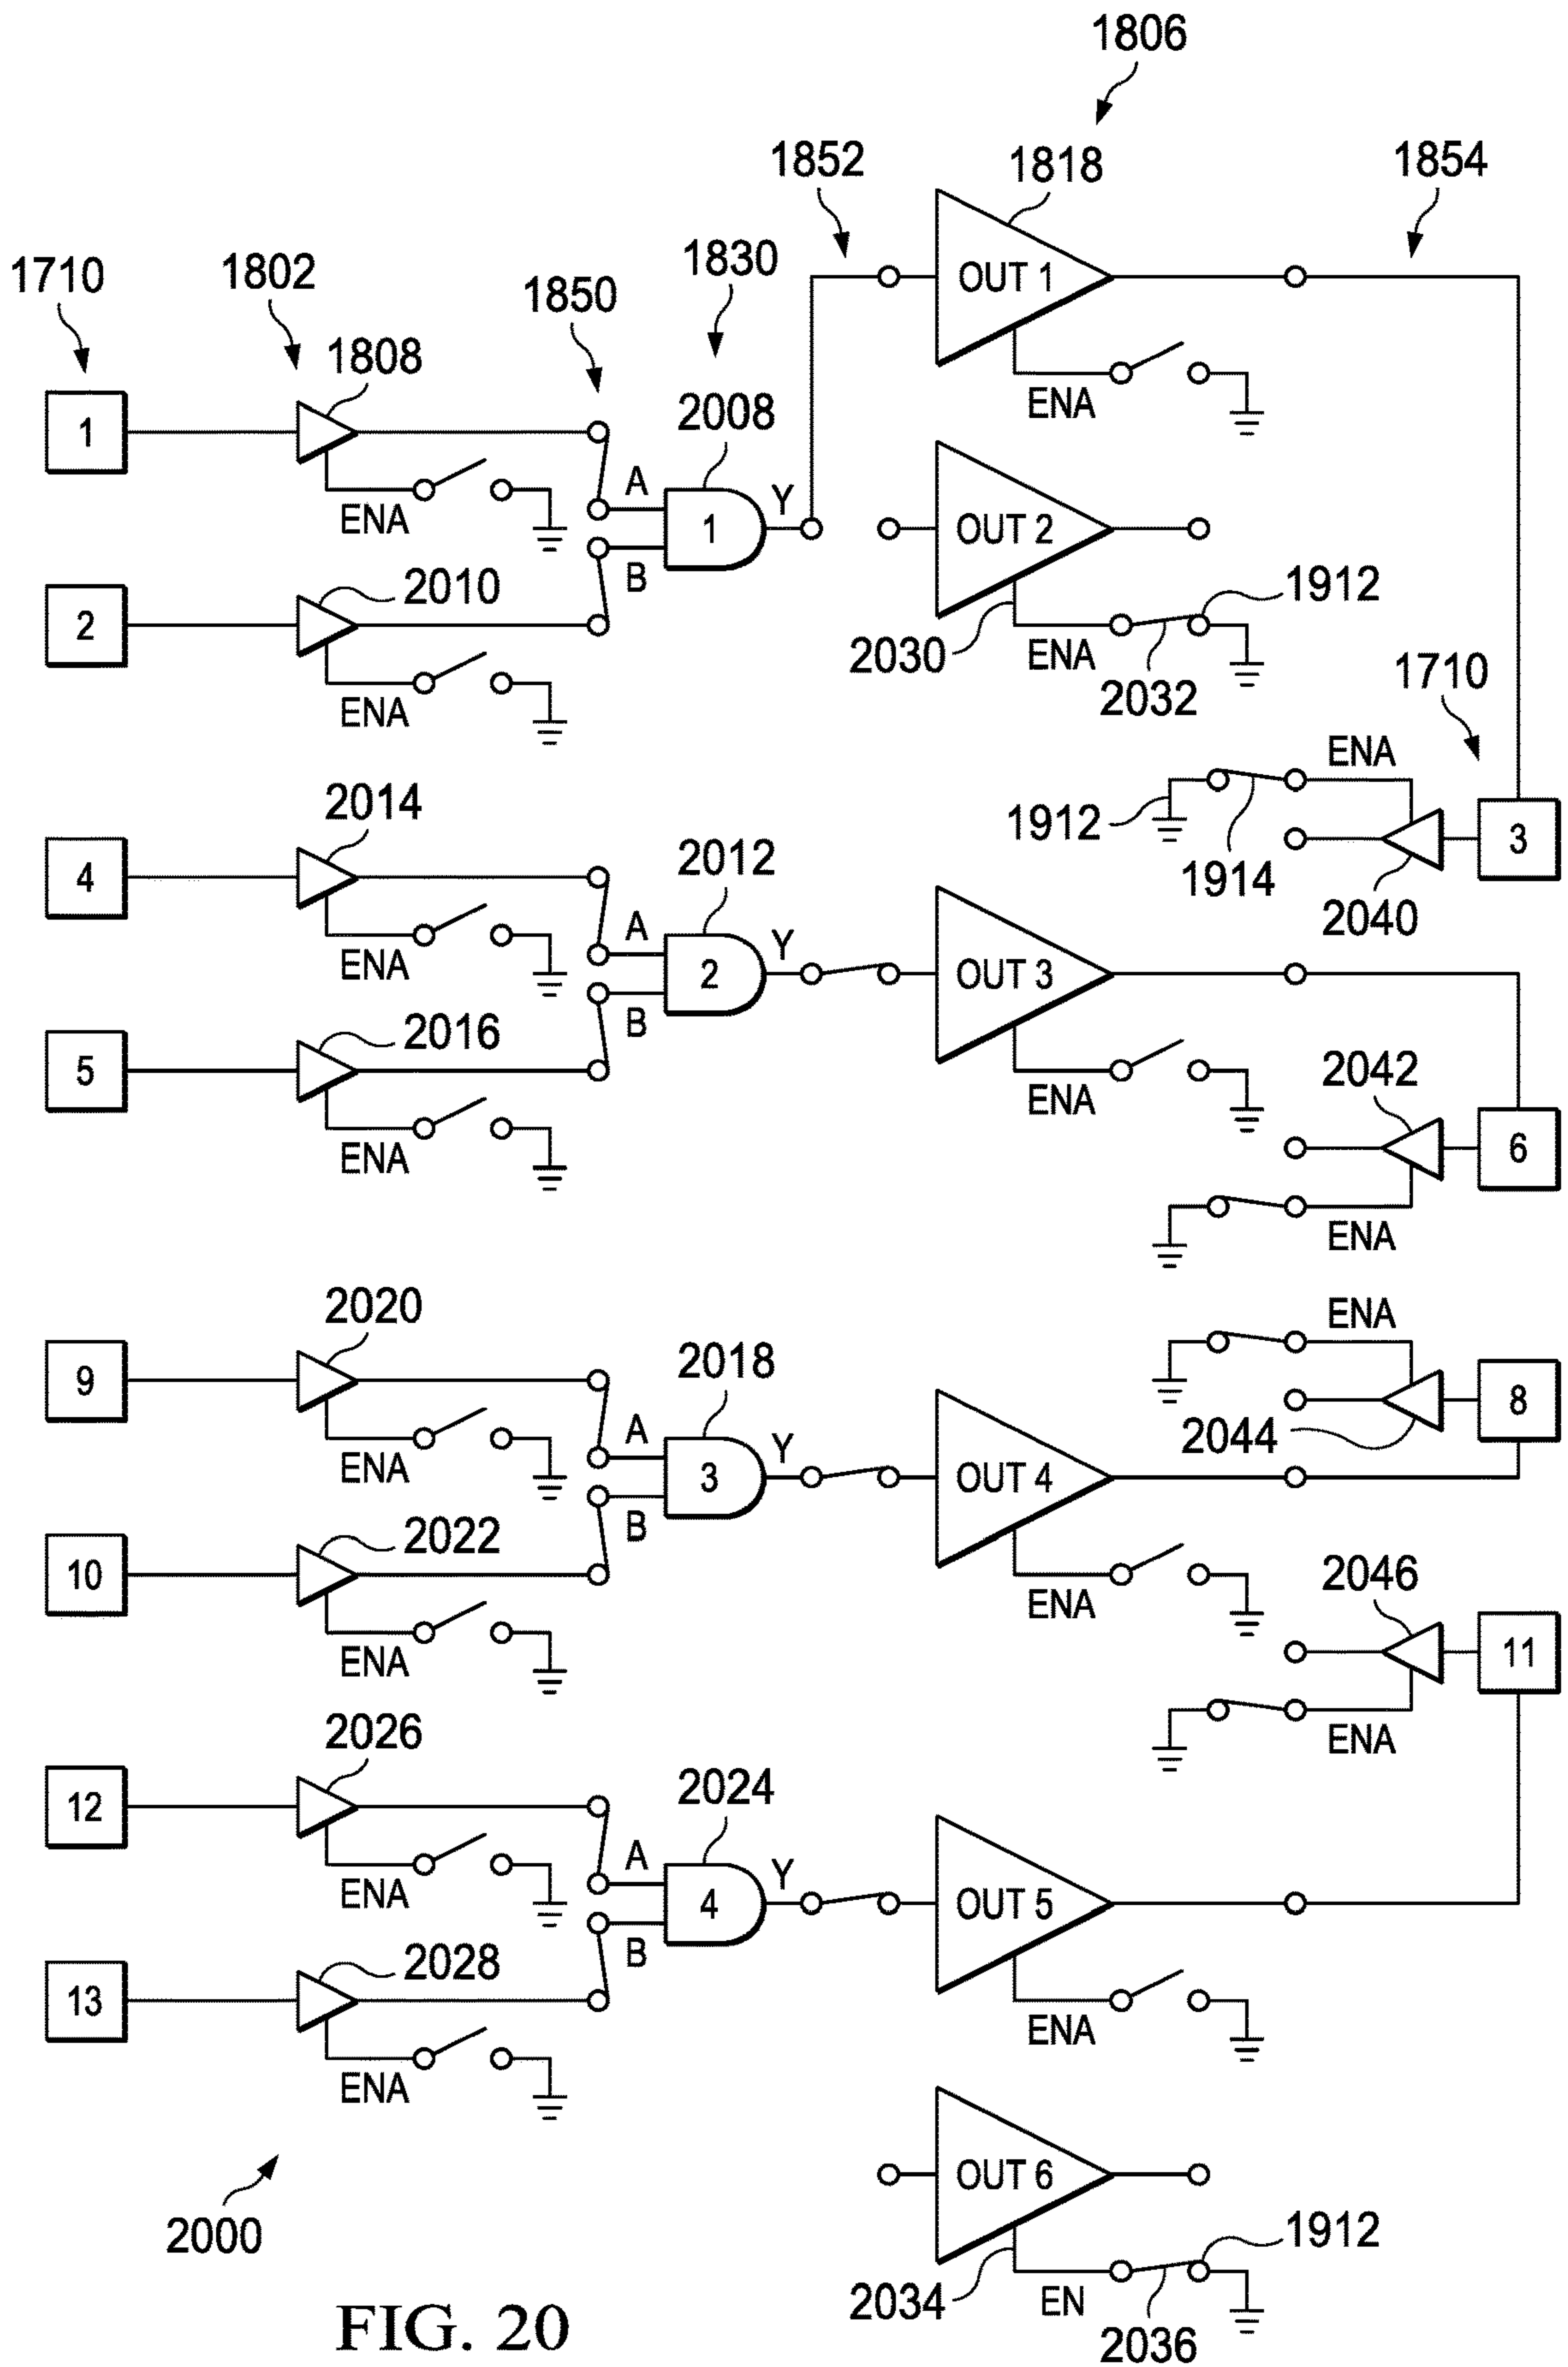 1806
1852
1818
1854
1710
1802
1850
1830
OUT 1
1808
1
2008
ENA
A
Y
1
ENA
OUT 2
B
2
2010
1912
2030
ENA
2032
ENA
1710
ENA
2014
1912
3
4
2012
1914
2040
A
Y
ENA
2
OUT 3
2016
B
5
2042
ENA
6
ENA
ENA
2020
ENA
2018
9
8
A
Y
2044
ENA
3
OUT 4
2022
B
10
2046
ENA
11
ENA
2026
ENA
2024
12
A
Y
ENA
4
OUT 5
2028
B
13
ENA
ENA
OUT 6
2000
1912
2034
EN
2036
FIG. 20